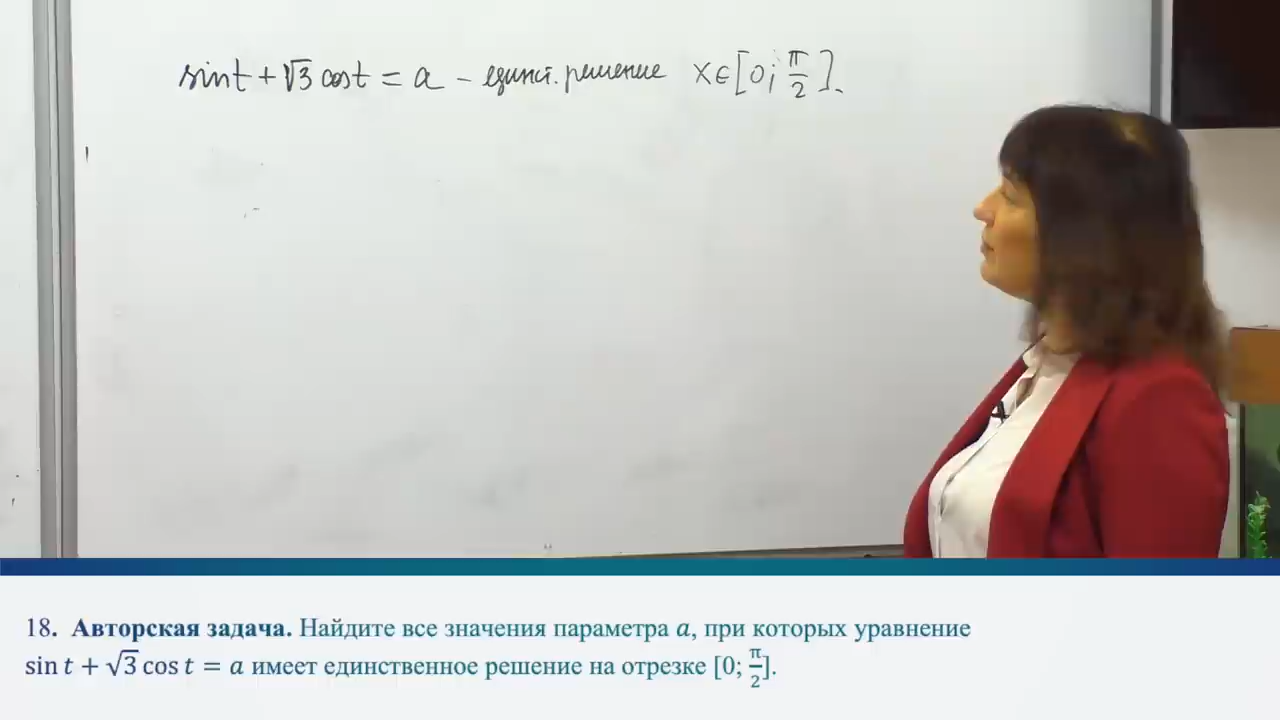 sin t + √3 cos t = a – единст. решение x ∈ [0; π/2].
18. Авторская задача. Найдите все значения параметра a, при которых уравнение
sin t + √3 cos t = a имеет единственное решение на отрезке [0; π/2].